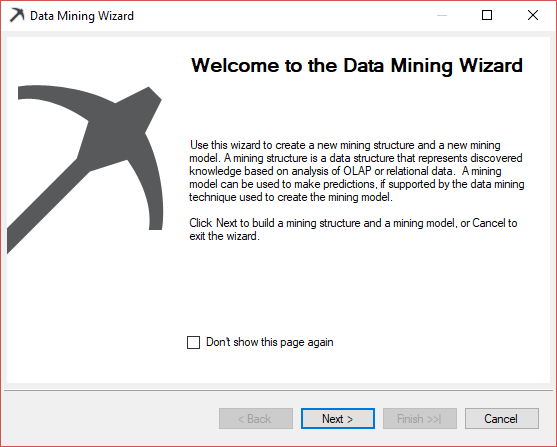 Data Mining Wizard
Welcome to the Data Mining Wizard
Use this wizard to create a new mining structure and a new mining
model. A mining structure is a data structure that represents discovered
knowledge based on analysis of OLAP or relational data.  A mining
model can be used to make predictions, if supported by the data mining
technique used to create the mining model.
Click Next to build a mining structure and a mining model, or Cancel to
exit the wizard.
Don't show this page again
< Back
Next >
Finish >>|
Cancel